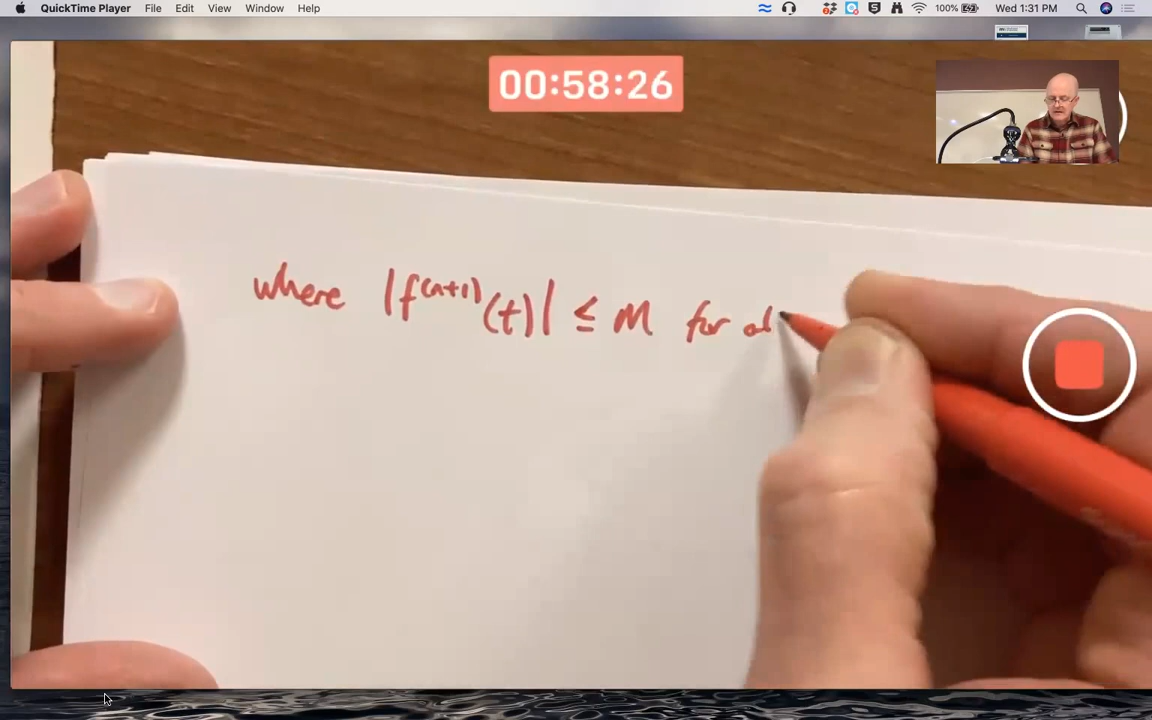 QuickTime Player File Edit View Window Help 100% Wed 1:31 PM
00:58:26
where |f⁽ⁿ⁺¹⁾(t)| ≤ M for al